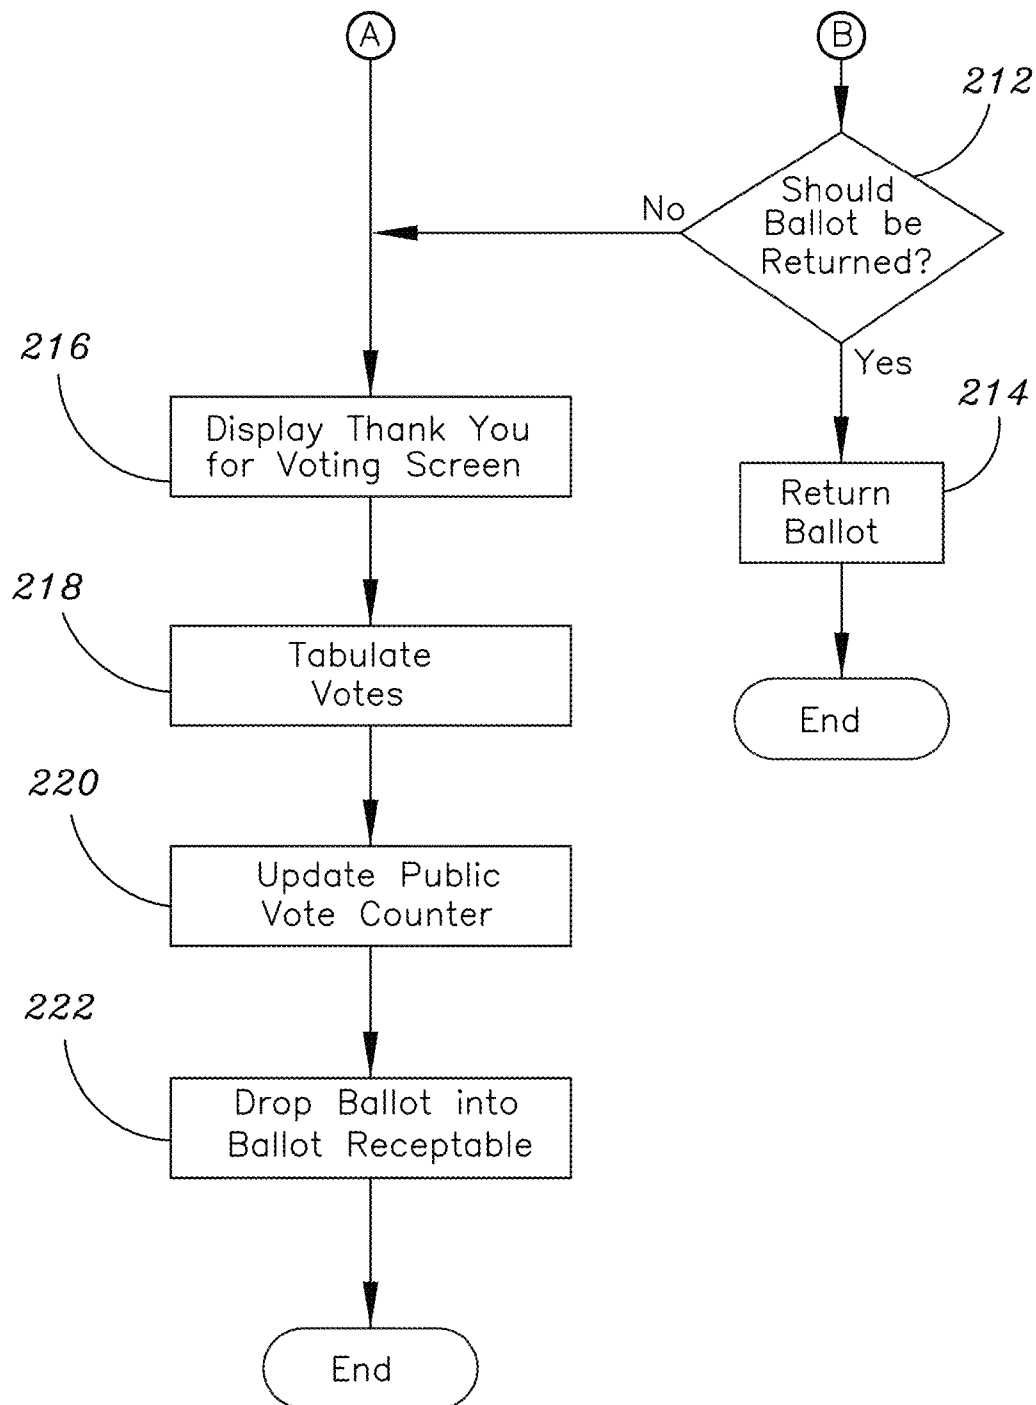 A
B
212
Should
Ballot be
Returned?
No
Yes
216
Display Thank You
for Voting Screen
214
Return
Ballot
218
Tabulate
Votes
End
220
Update Public
Vote Counter
222
Drop Ballot into
Ballot Receptable
End